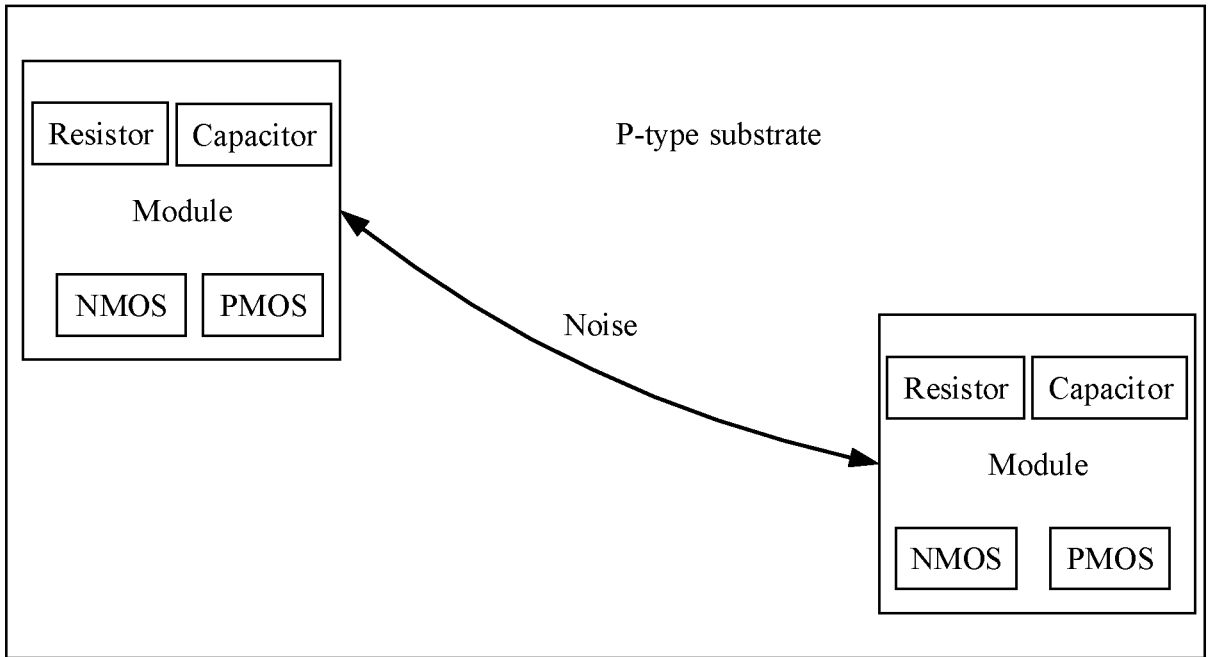 Resistor
Capacitor
P-type substrate
Module
NMOS
PMOS
Noise
Resistor
Capacitor
Module
NMOS
PMOS